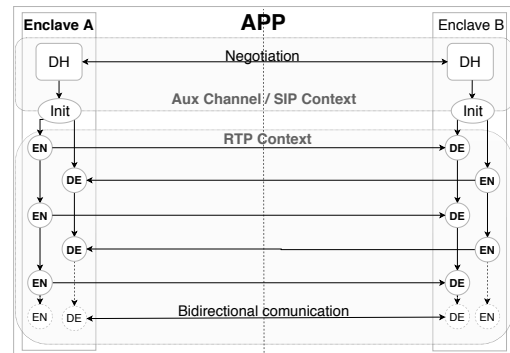 Enclave A
APP
Enclave B
DH
Negotiation
DH
Aux Channel / SIP Context
Init
Init
RTP Context
EN
DE
DE
EN
EN
DE
DE
EN
EN
DE
EN
DE
Bidirectional comunication
DE
EN